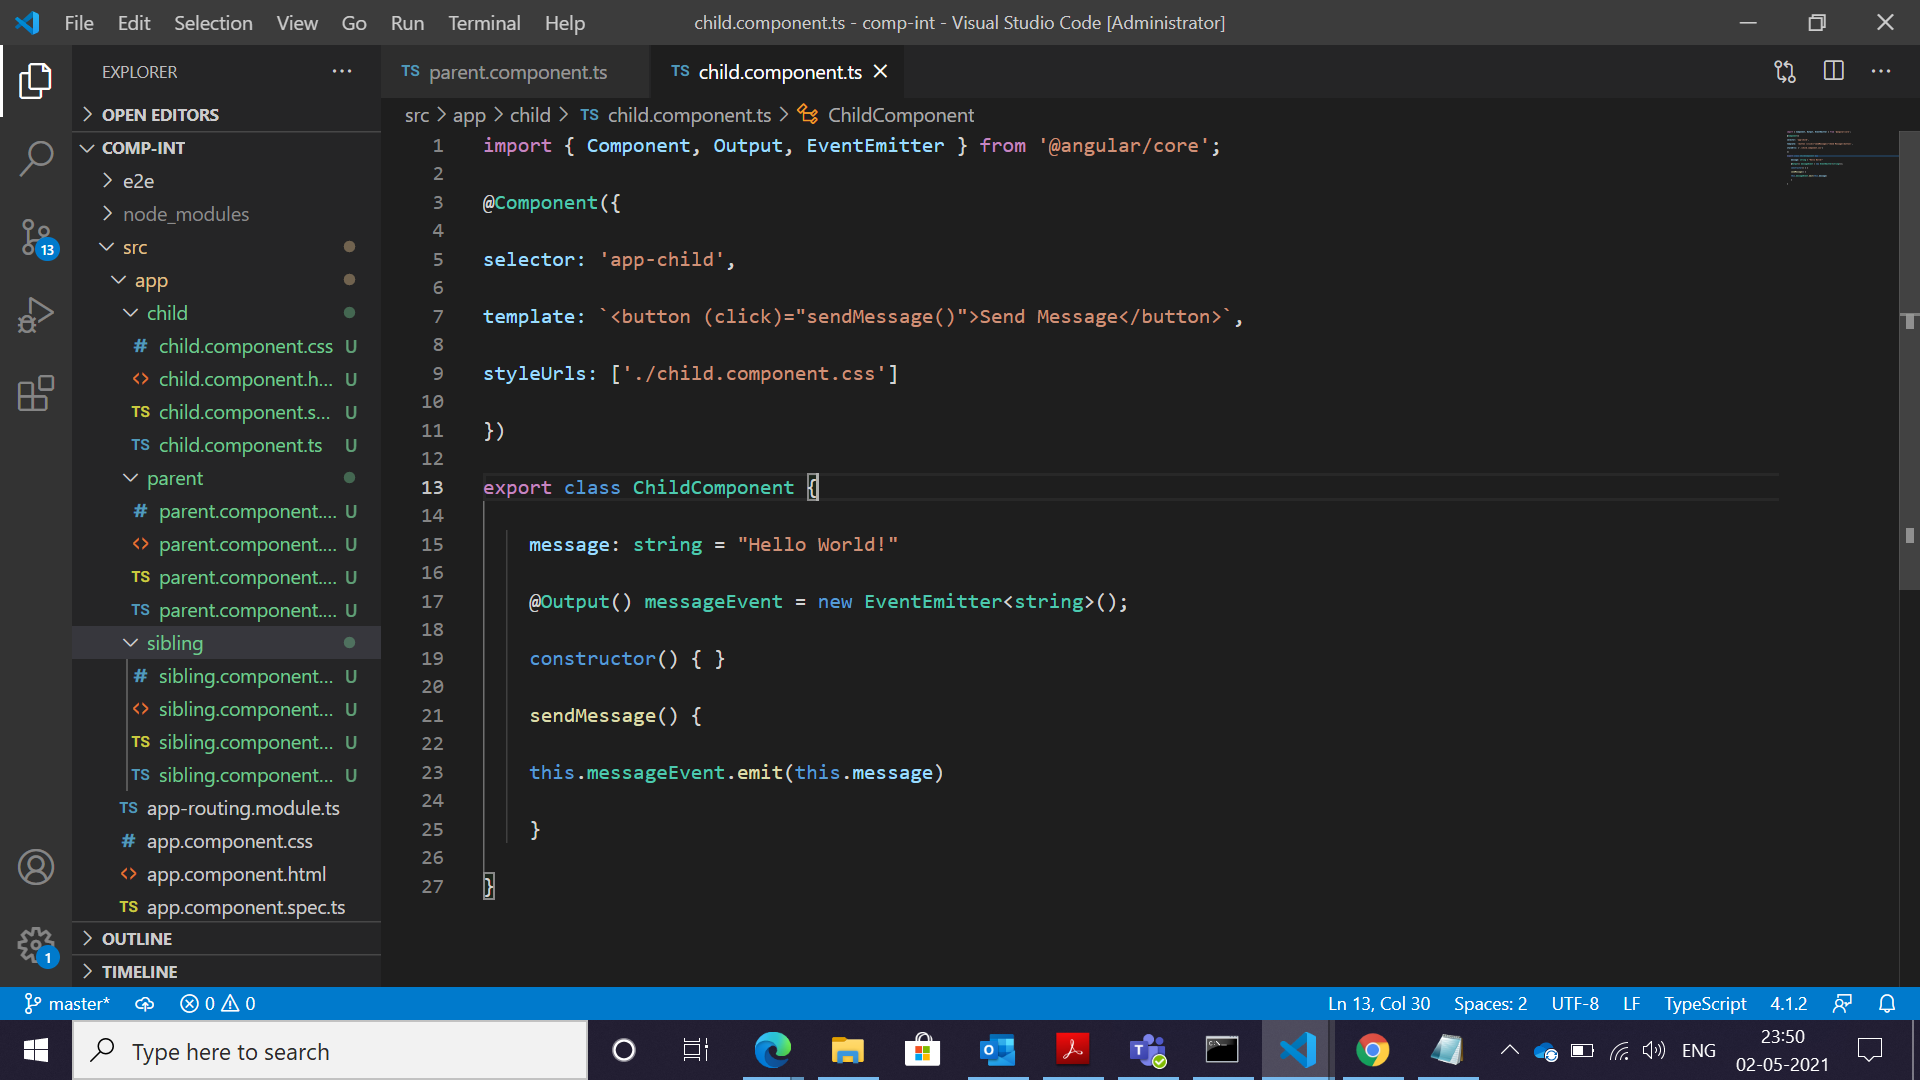 File Edit Selection View Go Run Terminal Help
child.component.ts - comp-int - Visual Studio Code [Administrator]
EXPLORER
OPEN EDITORS
COMP-INT
e2e
node_modules
src
app
child
child.component.css U
child.component.h... U
child.component.s... U
child.component.ts U
parent
parent.component.... U
parent.component.... U
parent.component.... U
parent.component.... U
sibling
sibling.component... U
sibling.component... U
sibling.component... U
sibling.component... U
app-routing.module.ts
app.component.css
app.component.html
app.component.spec.ts
OUTLINE
TIMELINE
13
1
TS parent.component.ts
TS child.component.ts
src > app > child > TS child.component.ts > ChildComponent
1 import { Component, Output, EventEmitter } from '@angular/core';
2
3 @Component({
4
5 selector: 'app-child',
6
7 template: `<button (click)="sendMessage()">Send Message</button>`,
8
9 styleUrls: ['./child.component.css']
10
11 })
12
13 export class ChildComponent {
14
15 message: string = "Hello World!"
16
17 @Output() messageEvent = new EventEmitter<string>();
18
19 constructor() { }
20
21 sendMessage() {
22
23 this.messageEvent.emit(this.message)
24
25 }
26
27 }
master* 0 0
Ln 13, Col 30 Spaces: 2 UTF-8 LF TypeScript 4.1.2
Type here to search
ENG
23:50
02-05-2021